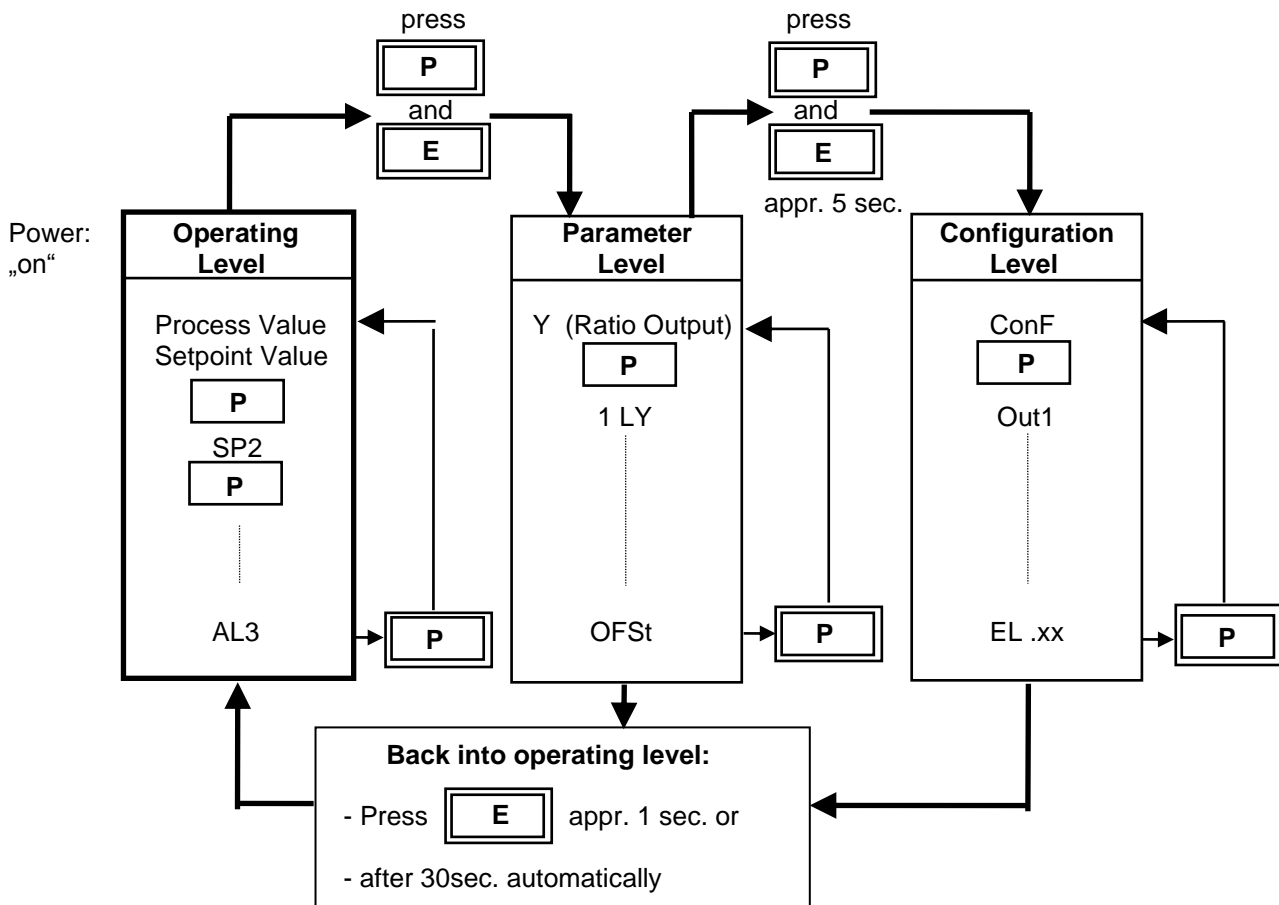 press
P
and
E
press
P
and
E
appr. 5 sec.
Power:
„on“
Operating
Level
Process Value
Setpoint Value
P
SP2
P
AL3
P
Parameter
Level
Y (Ratio Output)
P
1 LY
OFSt
P
Configuration
Level
ConF
P
Out1
EL .xx
P
Back into operating level:
- Press E appr. 1 sec. or
- after 30sec. automatically